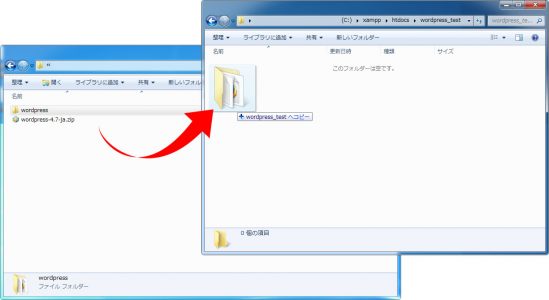 (C:) ▸ xampp ▸ htdocs ▸ wordpress_test
wordpress_te...
整理 ▼ ライブラリに追加 ▼ 共有 ▼ 新しいフォルダー
名前 更新日時 種類 サイズ
このフォルダーは空です。
wordpress_test へコピー
0 個の項目
整理 ▼ 開く ライブラリに追加 ▼ 共有 ▼ 新しいフォル
名前
wordpress
wordpress-4.7-ja.zip
wordpress
ファイル フォルダー